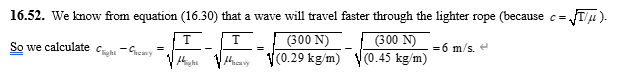 16.52. We know from equation (16.30) that a wave will travel faster through the lighter rope (because c = √T/μ ).
So we calculate c_light − c_heavy = √(T / μ_light) − √(T / μ_heavy) = √((300 N) / (0.29 kg/m)) − √((300 N) / (0.45 kg/m)) = 6 m/s. ↵